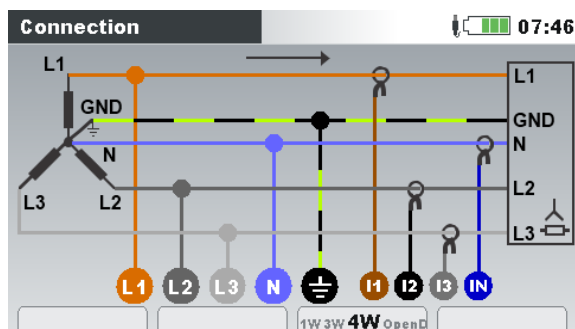 Connection 07:46
L1 L1
GND GND
N N
L3 L2 L2
L3
L1 L2 L3 N I1 I2 I3 IN
1W 3W 4W OpenD